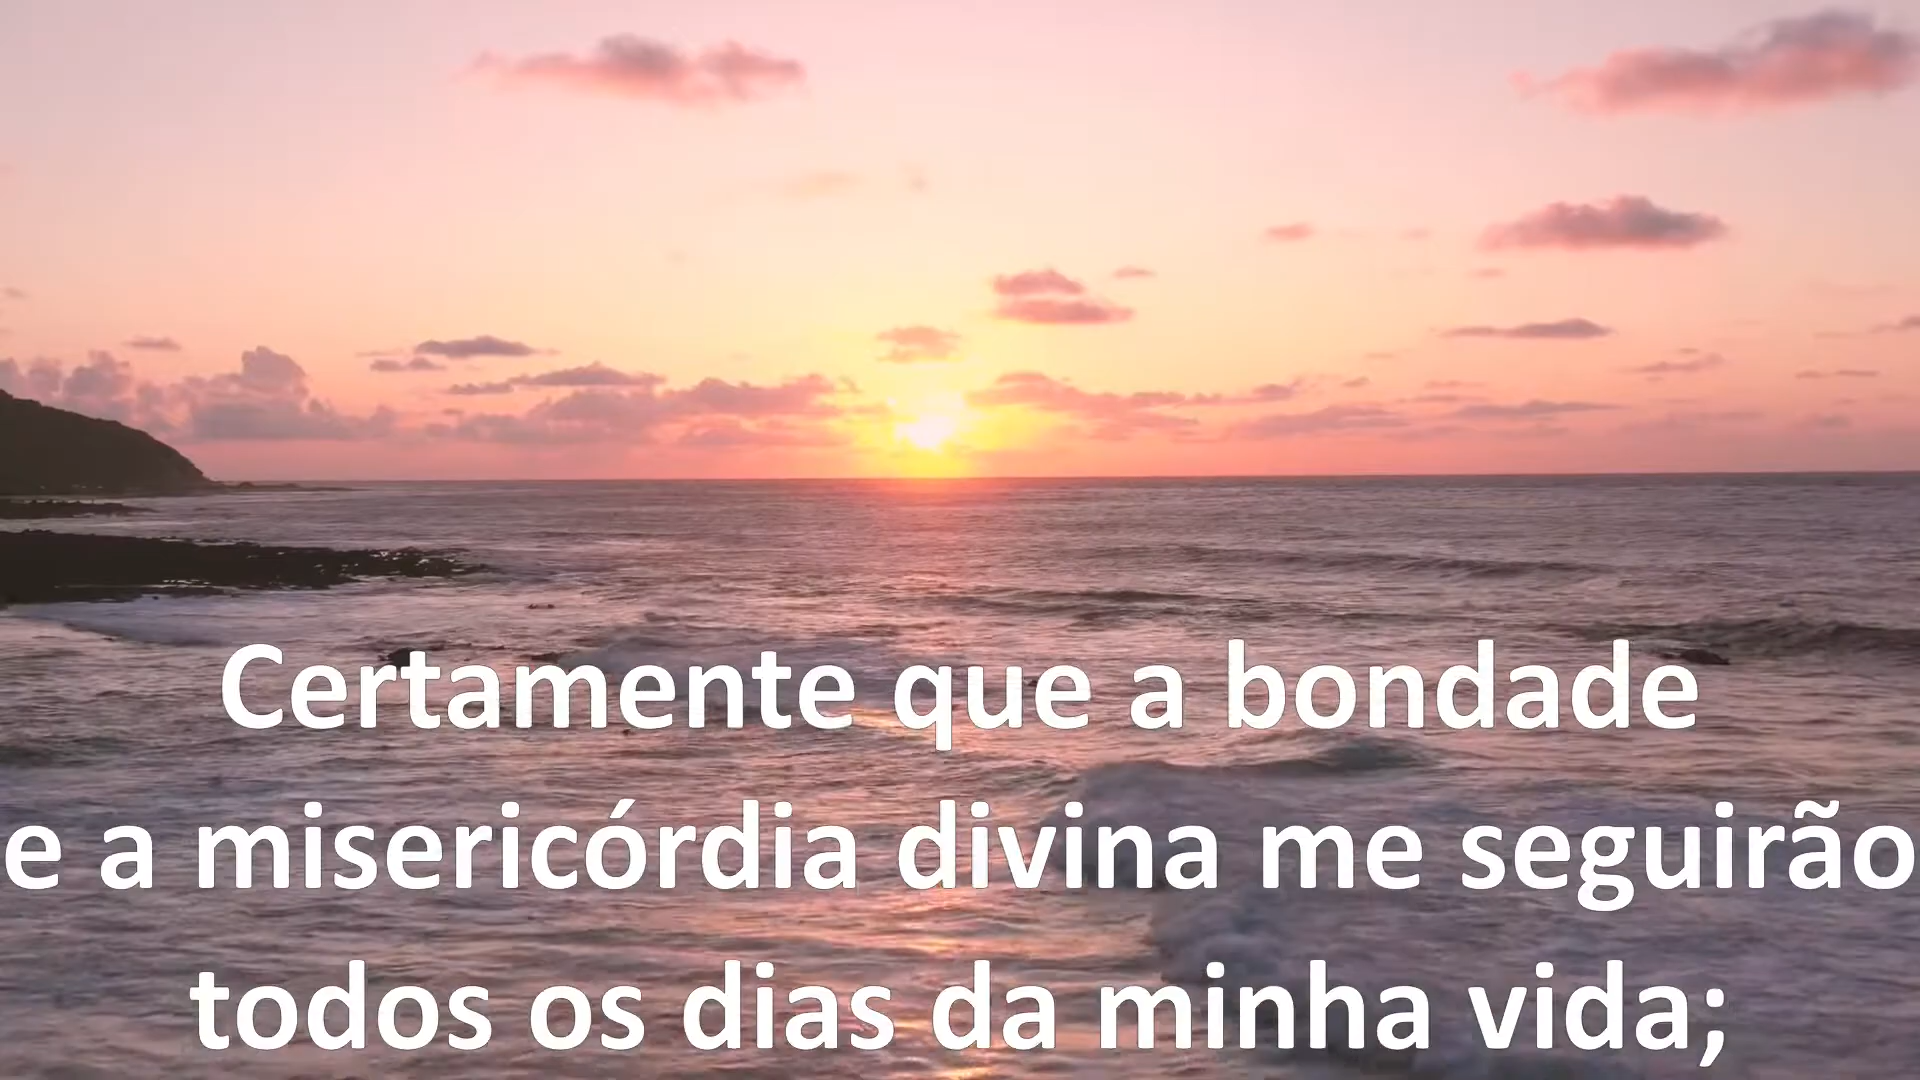 Certamente que a bondade
e a misericórdia divina me seguirão
todos os dias da minha vida;